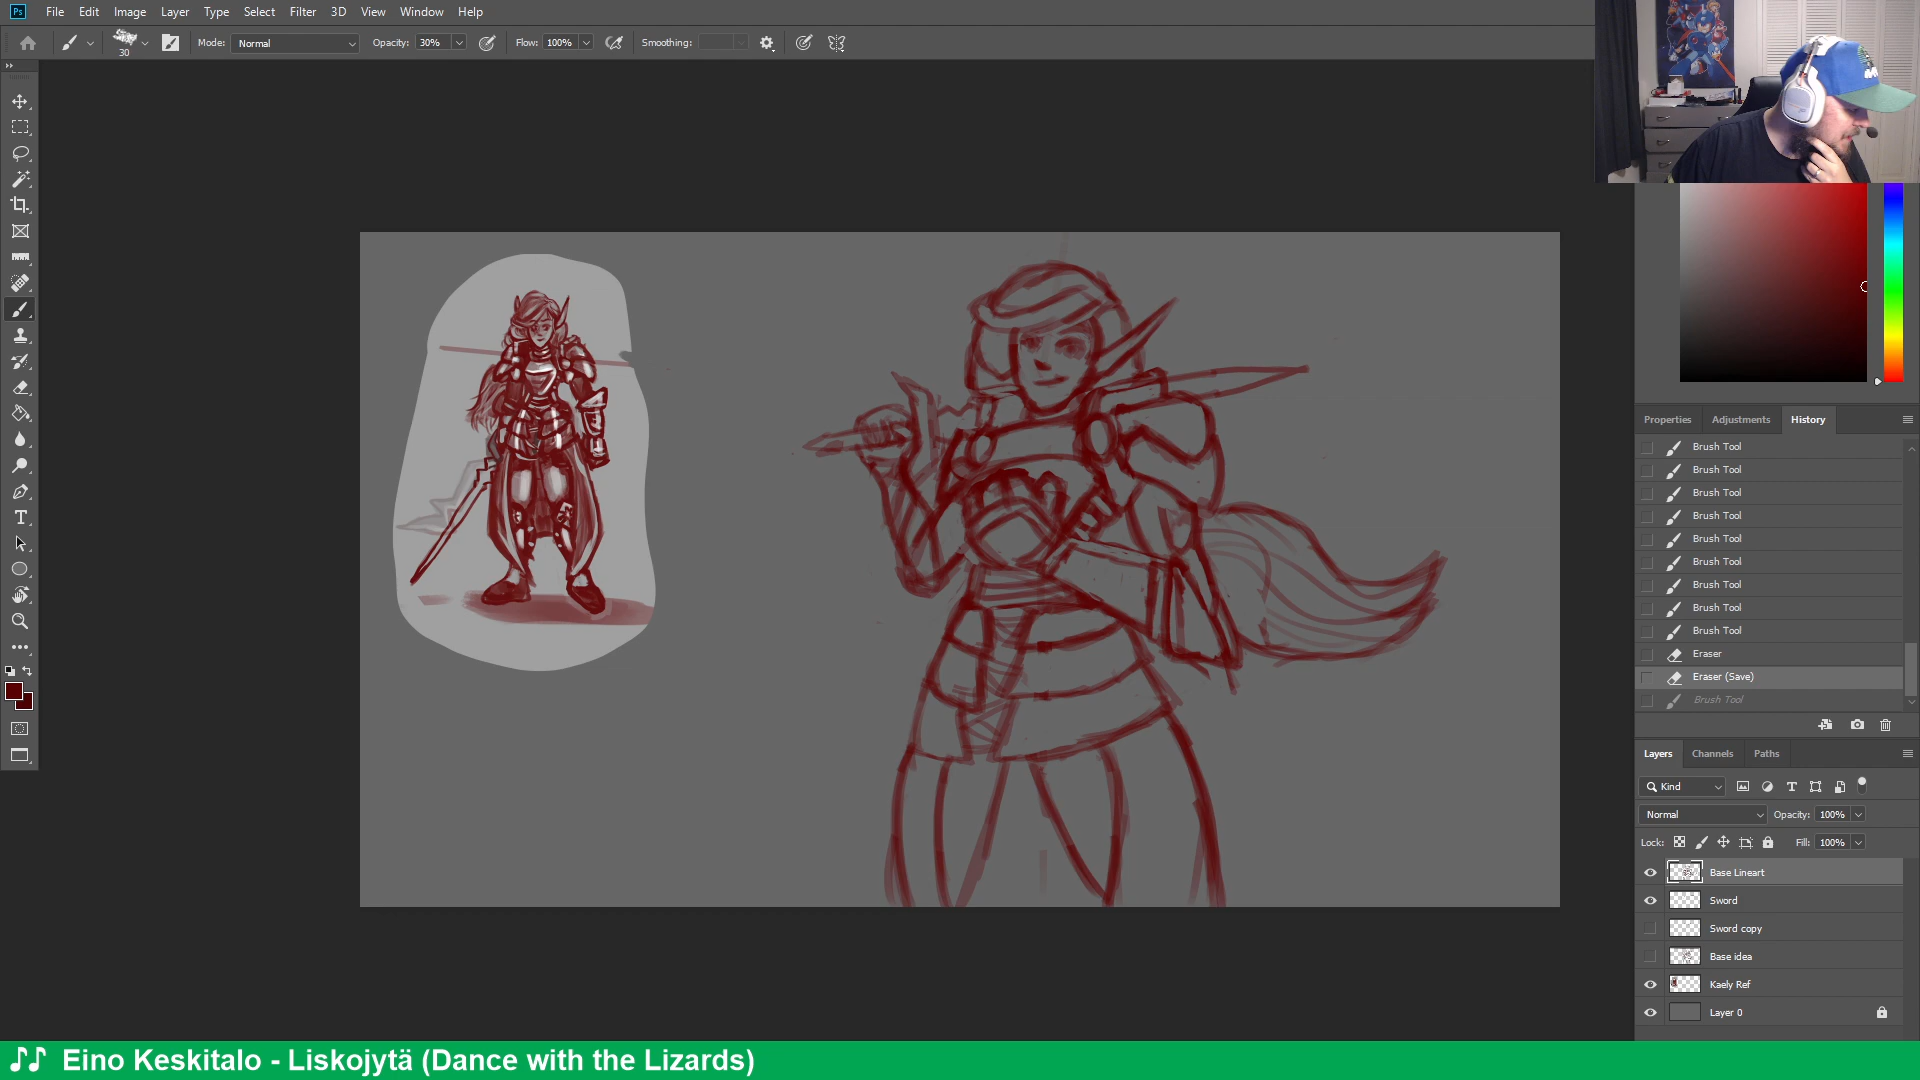 Ps File Edit Image Layer Type Select Filter 3D View Window Help
30 Mode: Normal Opacity: 30% Flow: 100% Smoothing:
Properties Adjustments History
Brush Tool
Brush Tool
Brush Tool
Brush Tool
Brush Tool
Brush Tool
Brush Tool
Brush Tool
Brush Tool
Eraser
Eraser (Save)
Brush Tool
Layers Channels Paths
Kind
Normal Opacity: 100%
Lock: Fill: 100%
Base Lineart
Sword
Sword copy
Base idea
Kaely Ref
Layer 0
Eino Keskitalo - Liskojytä (Dance with the Lizards)